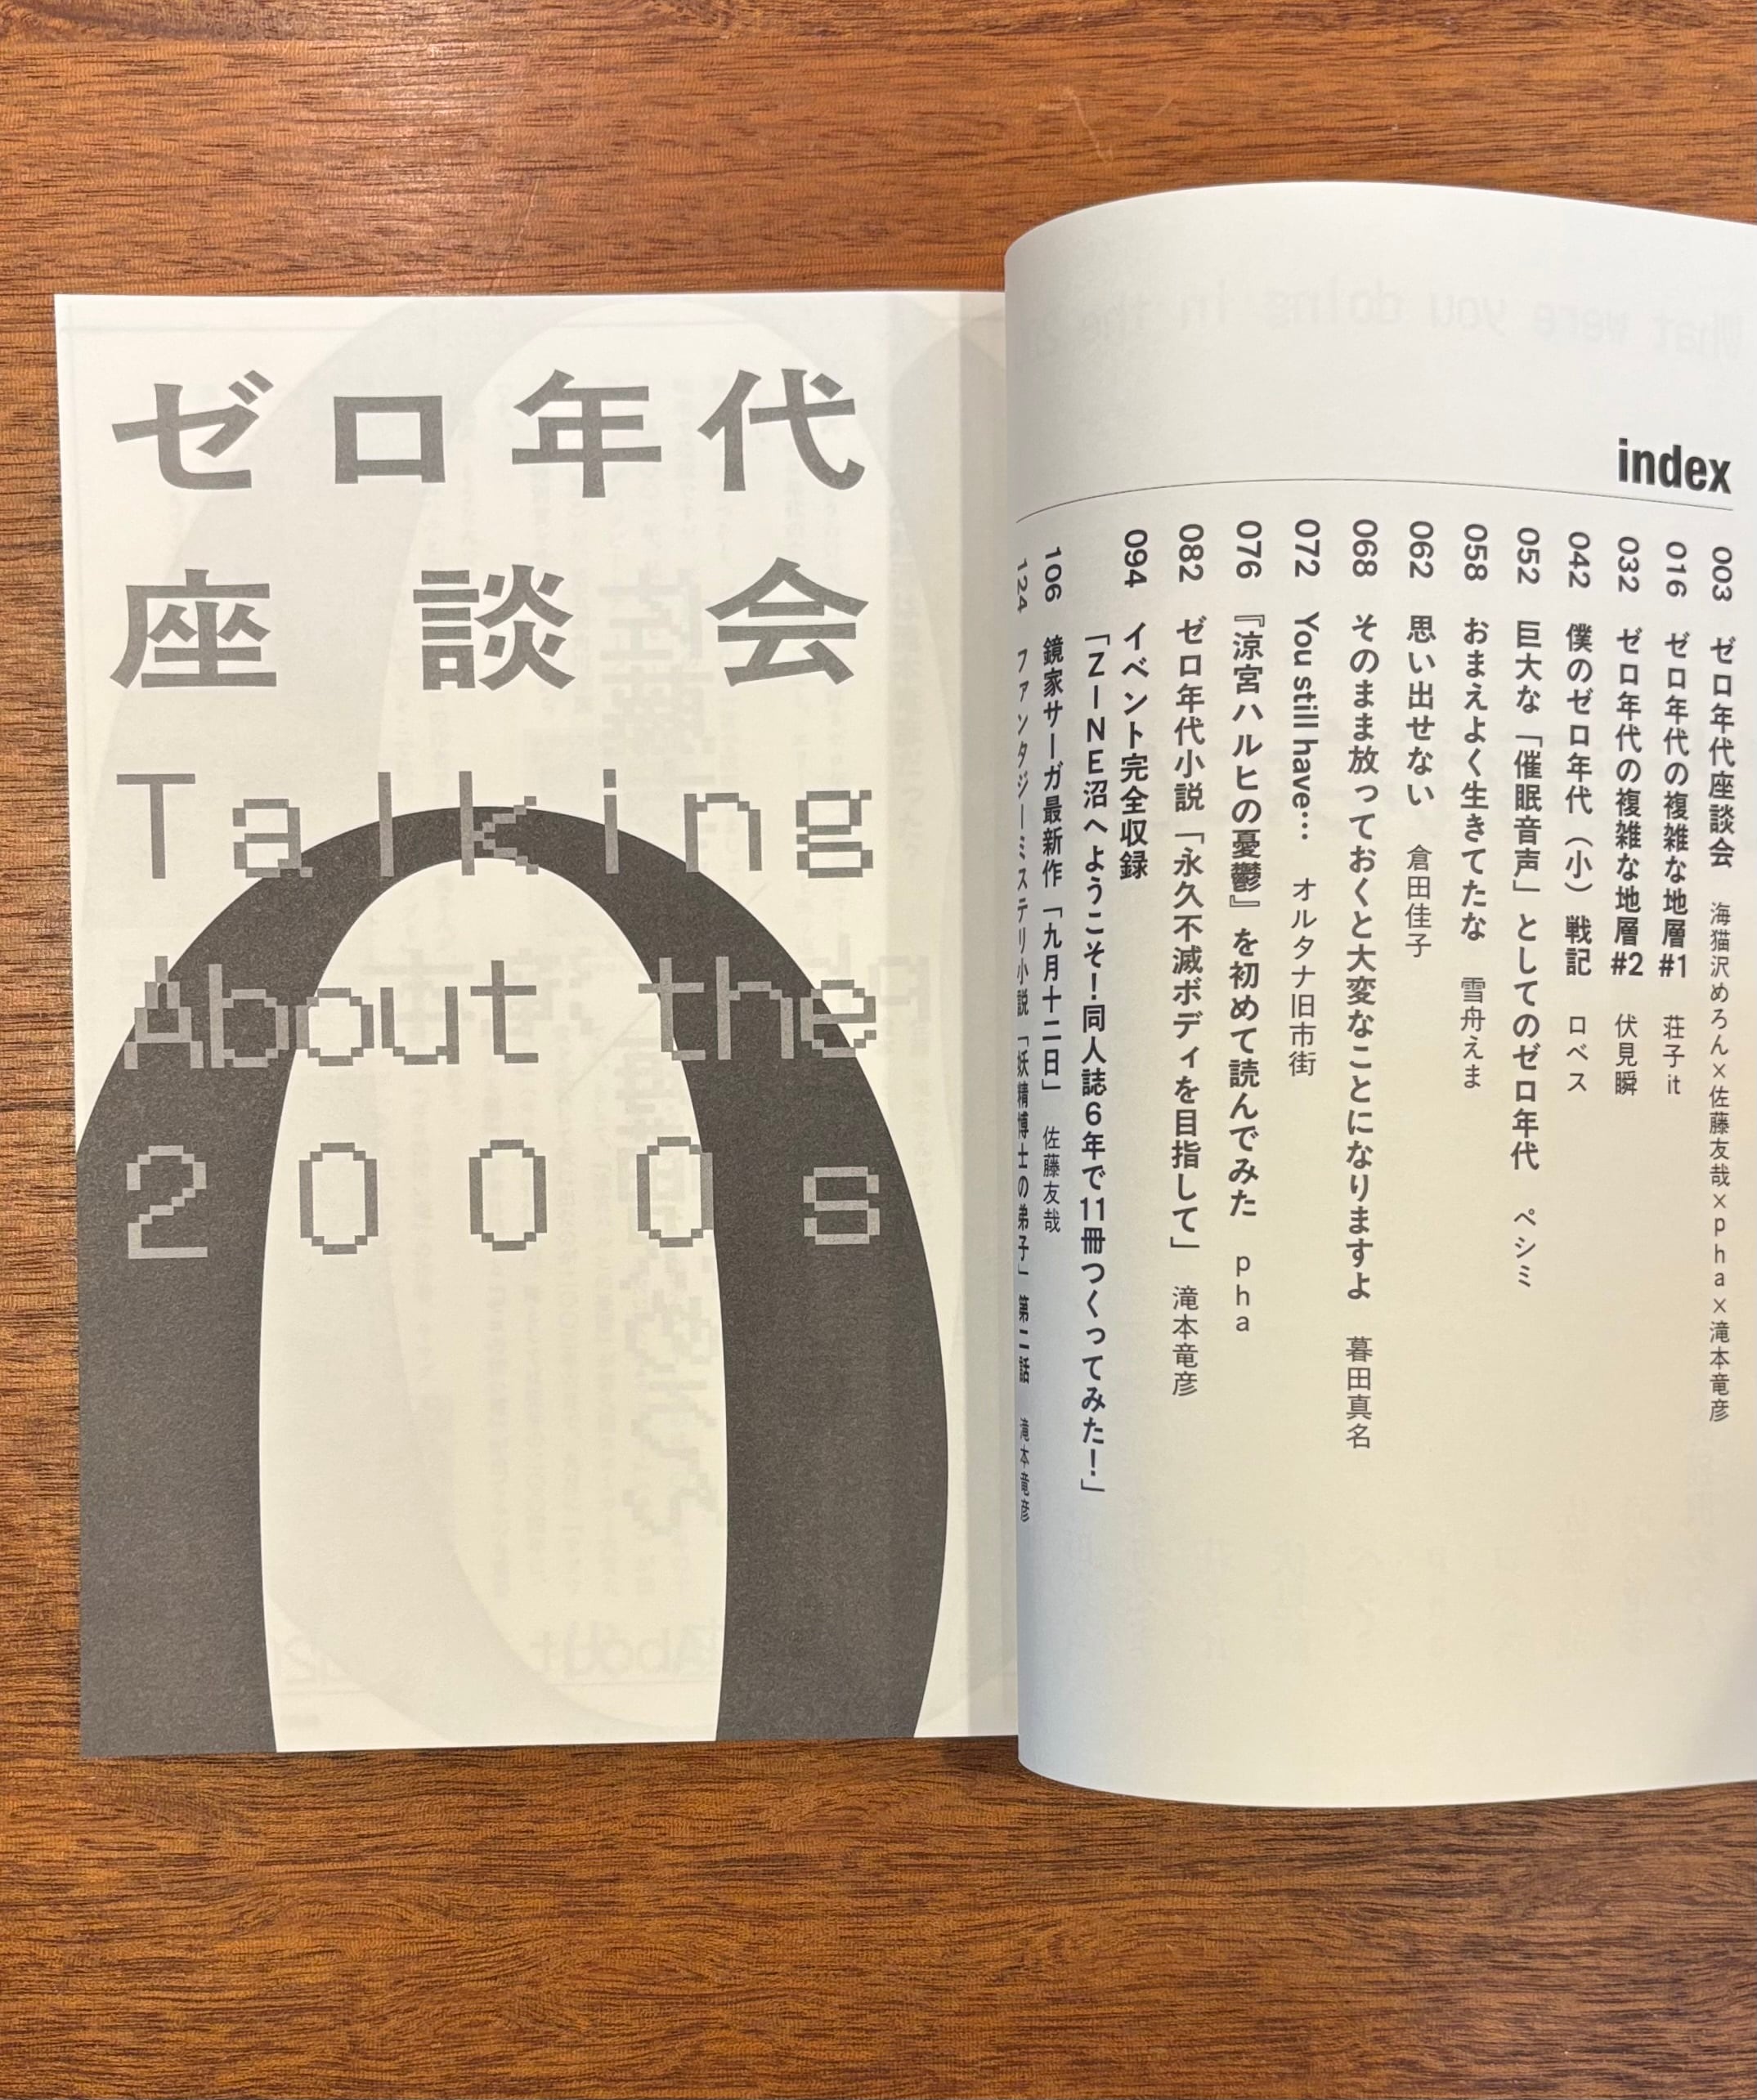 index
003 ゼロ年代座談会 海猫沢めろん×佐藤友哉×pha×滝本竜彦
016 ゼロ年代の複雑な地層#1 荘子it
032 ゼロ年代の複雑な地層#2 伏見瞬
042 僕のゼロ年代（小）戦記 ロベス
052 巨大な「催眠音声」としてのゼロ年代 ペシミ
058 おまえよく生きてたな 雪舟えま
062 思い出せない 倉田佳子
068 そのまま放っておくと大変なことになりますよ 暮田真名
072 You still have… オルタナ旧市街
076 『涼宮ハルヒの憂鬱』を初めて読んでみた pha
082 ゼロ年代小説「永久不滅ボディを目指して」 滝本竜彦
094 イベント完全収録
「ZINE沼へようこそ！同人誌6年で11冊つくってみた！」
106 鏡家サーガ最新作「九月十二日」 佐藤友哉
124 ファンタジーミステリ小説「妖精博士の弟子」第二話 滝本竜彦
ゼロ年代
座談会
Talking
About the
2000s